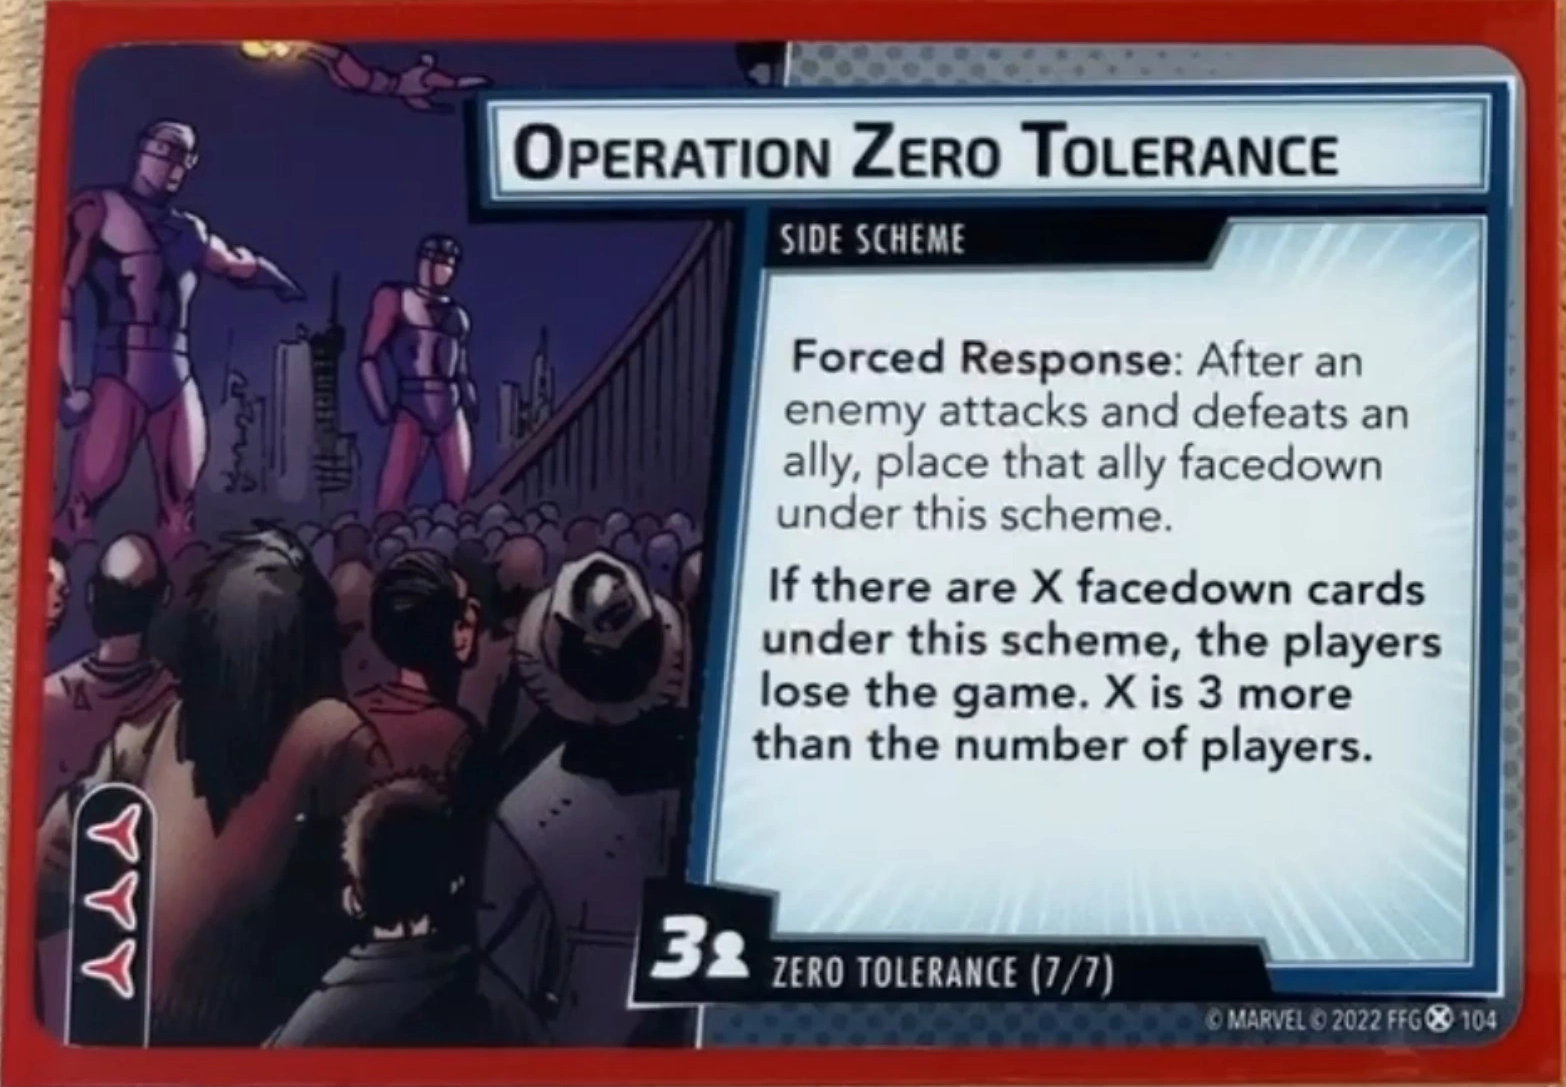 OPERATION ZERO TOLERANCE
SIDE SCHEME
Forced Response: After an
enemy attacks and defeats an
ally, place that ally facedown
under this scheme.
If there are X facedown cards
under this scheme, the players
lose the game. X is 3 more
than the number of players.
3
ZERO TOLERANCE (7/7)
© MARVEL © 2022 FFG 104